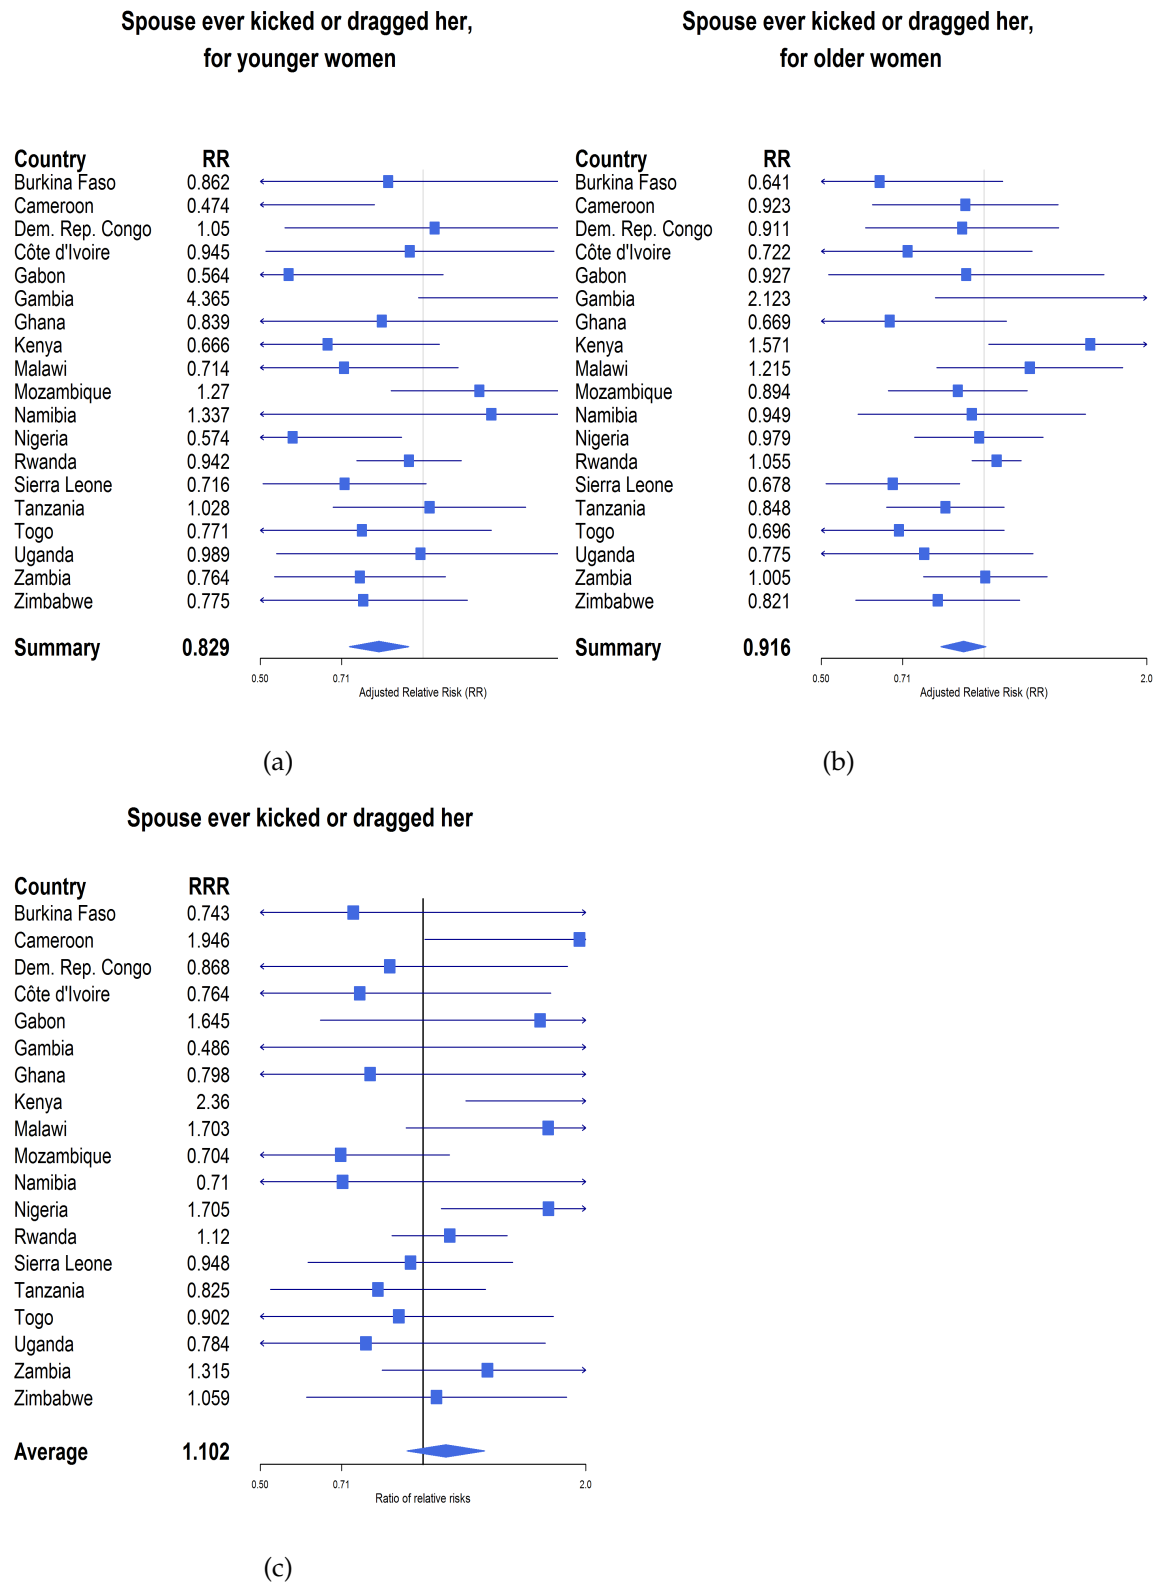 Spouse ever kicked or dragged her,
for younger women
Country RR
Burkina Faso 0.862
Cameroon 0.474
Dem. Rep. Congo 1.05
Côte d'Ivoire 0.945
Gabon 0.564
Gambia 4.365
Ghana 0.839
Kenya 0.666
Malawi 0.714
Mozambique 1.27
Namibia 1.337
Nigeria 0.574
Rwanda 0.942
Sierra Leone 0.716
Tanzania 1.028
Togo 0.771
Uganda 0.989
Zambia 0.764
Zimbabwe 0.775
Summary 0.829
0.50 0.71
Adjusted Relative Risk (RR)
(a)
Spouse ever kicked or dragged her,
for older women
Country RR
Burkina Faso 0.641
Cameroon 0.923
Dem. Rep. Congo 0.911
Côte d'Ivoire 0.722
Gabon 0.927
Gambia 2.123
Ghana 0.669
Kenya 1.571
Malawi 1.215
Mozambique 0.894
Namibia 0.949
Nigeria 0.979
Rwanda 1.055
Sierra Leone 0.678
Tanzania 0.848
Togo 0.696
Uganda 0.775
Zambia 1.005
Zimbabwe 0.821
Summary 0.916
0.50 0.71 2.0
Adjusted Relative Risk (RR)
(b)
Spouse ever kicked or dragged her
Country RRR
Burkina Faso 0.743
Cameroon 1.946
Dem. Rep. Congo 0.868
Côte d'Ivoire 0.764
Gabon 1.645
Gambia 0.486
Ghana 0.798
Kenya 2.36
Malawi 1.703
Mozambique 0.704
Namibia 0.71
Nigeria 1.705
Rwanda 1.12
Sierra Leone 0.948
Tanzania 0.825
Togo 0.902
Uganda 0.784
Zambia 1.315
Zimbabwe 1.059
Average 1.102
0.50 0.71 2.0
Ratio of relative risks
(c)